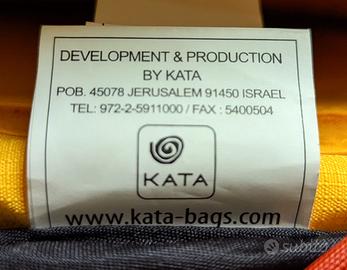 DEVELOPMENT & PRODUCTION
BY KATA
POB. 45078 JERUSALEM 91450 ISRAEL
TEL: 972-2-5911000 / FAX : 5400504
KATA
www.kata-bags.com
subito